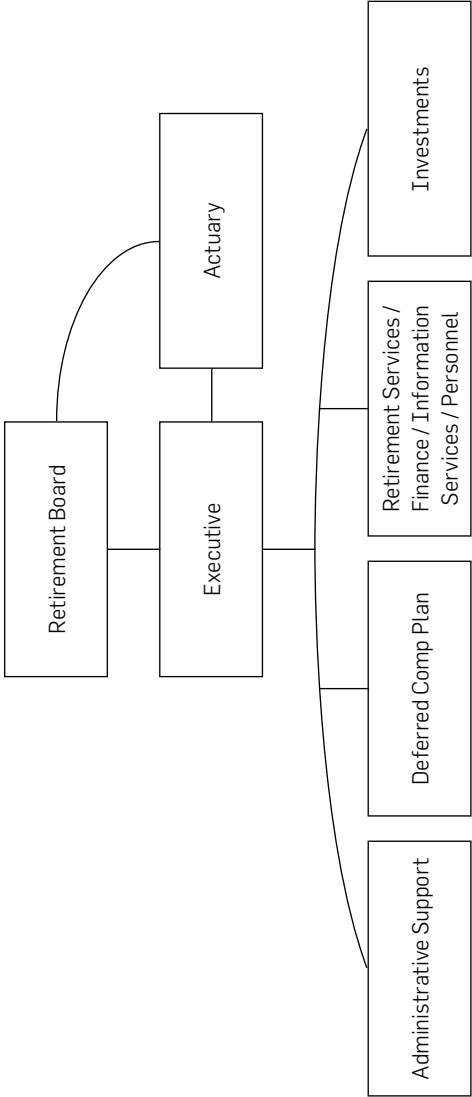 Retirement Board
Executive
Actuary
Administrative Support
Deferred Comp Plan
Retirement Services /
Finance / Information
Services / Personnel
Investments